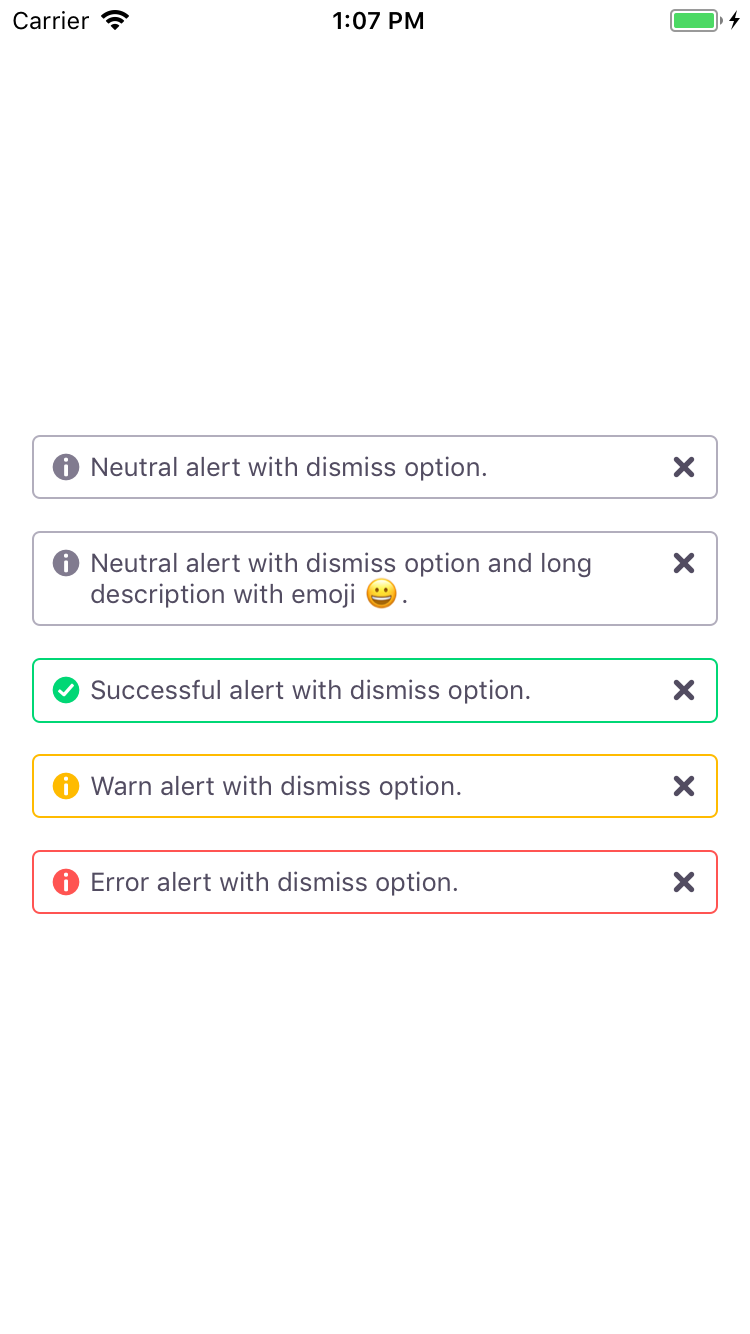 Carrier 1:07 PM
Neutral alert with dismiss option.
Neutral alert with dismiss option and long
description with emoji 😀.
Successful alert with dismiss option.
Warn alert with dismiss option.
Error alert with dismiss option.